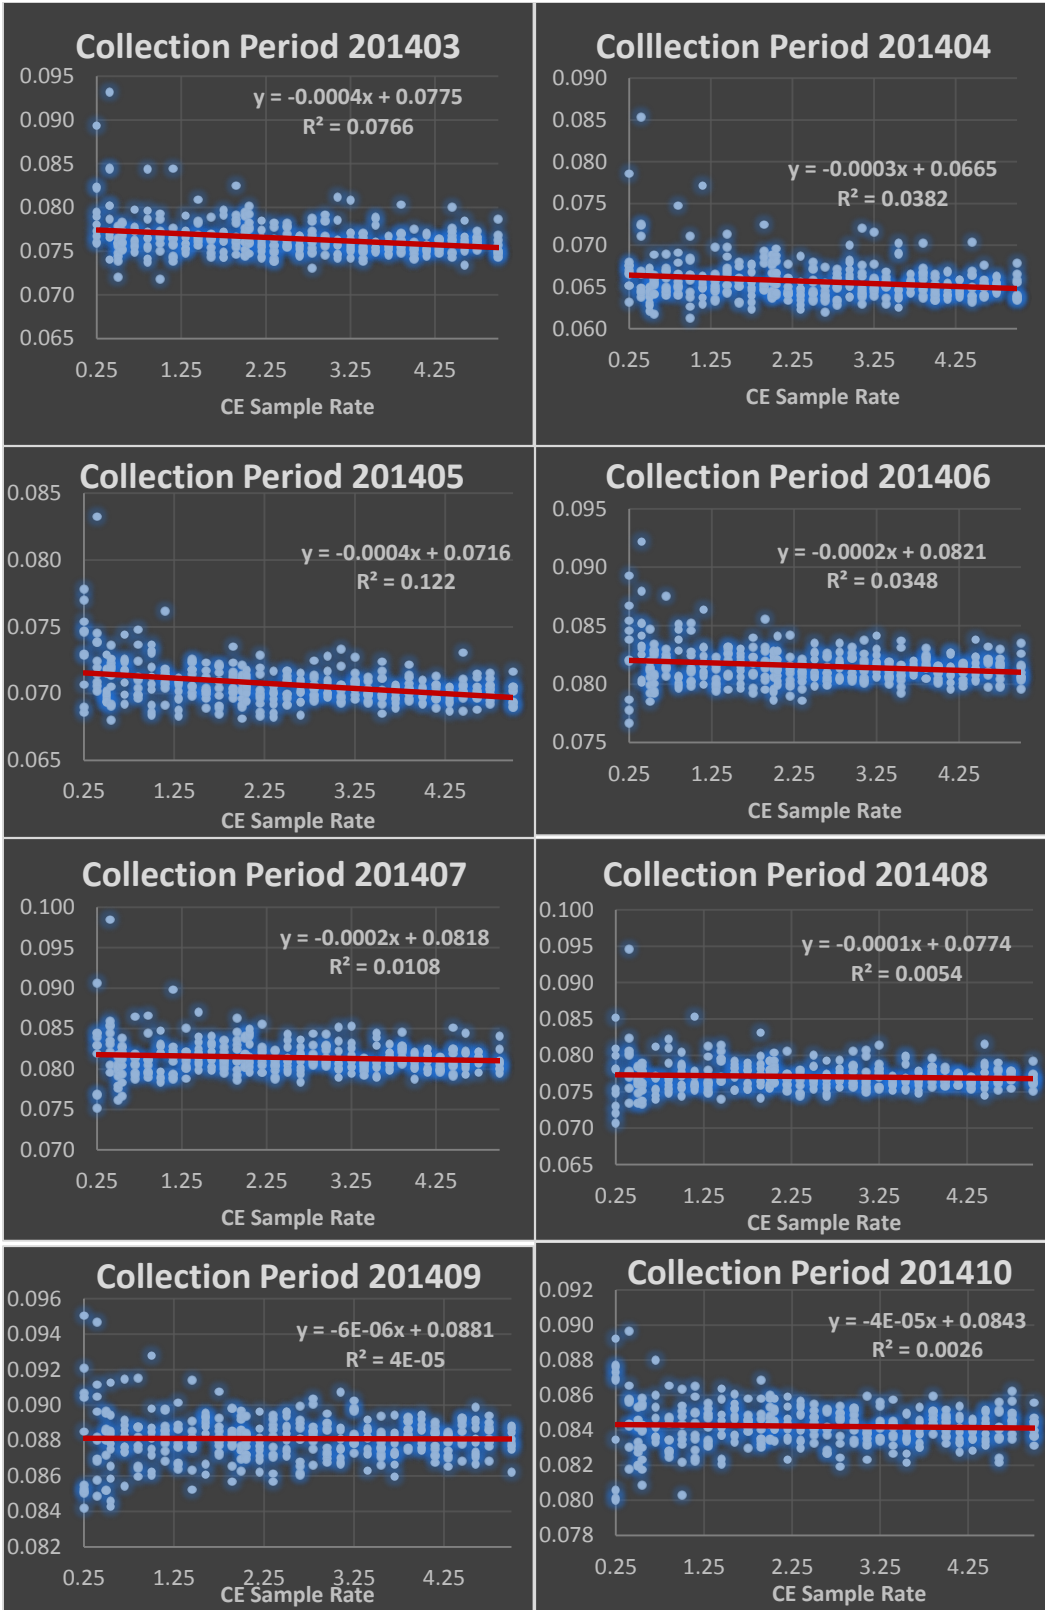 Collection Period 201403
0.095
0.090
0.085
0.080
0.075
0.070
0.065
y = -0.0004x + 0.0775
R² = 0.0766
0.25 1.25 2.25 3.25 4.25
CE Sample Rate
Colllection Period 201404
0.090
0.085
0.080
0.075
0.070
0.065
0.060
y = -0.0003x + 0.0665
R² = 0.0382
0.25 1.25 2.25 3.25 4.25
CE Sample Rate
Collection Period 201405
0.085
0.080
0.075
0.070
0.065
y = -0.0004x + 0.0716
R² = 0.122
0.25 1.25 2.25 3.25 4.25
CE Sample Rate
Collection Period 201406
0.095
0.090
0.085
0.080
0.075
y = -0.0002x + 0.0821
R² = 0.0348
0.25 1.25 2.25 3.25 4.25
CE Sample Rate
Collection Period 201407
0.100
0.095
0.090
0.085
0.080
0.075
0.070
y = -0.0002x + 0.0818
R² = 0.0108
0.25 1.25 2.25 3.25 4.25
CE Sample Rate
Collection Period 201408
0.100
0.095
0.090
0.085
0.080
0.075
0.070
0.065
y = -0.0001x + 0.0774
R² = 0.0054
0.25 1.25 2.25 3.25 4.25
CE Sample Rate
Collection Period 201409
0.096
0.094
0.092
0.090
0.088
0.086
0.084
0.082
y = -6E-06x + 0.0881
R² = 4E-05
0.25 1.25 2.25 3.25 4.25
CE Sample Rate
Collection Period 201410
0.092
0.090
0.088
0.086
0.084
0.082
0.080
0.078
y = -4E-05x + 0.0843
R² = 0.0026
0.25 1.25 2.25 3.25 4.25
CE Sample Rate